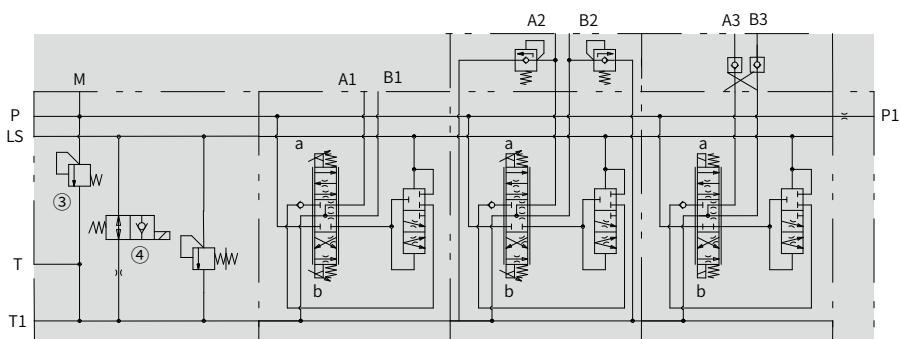 A2 B2 A3 B3
M A1 B1
P P1
LS
a a a
③
④
T
b b b
T1